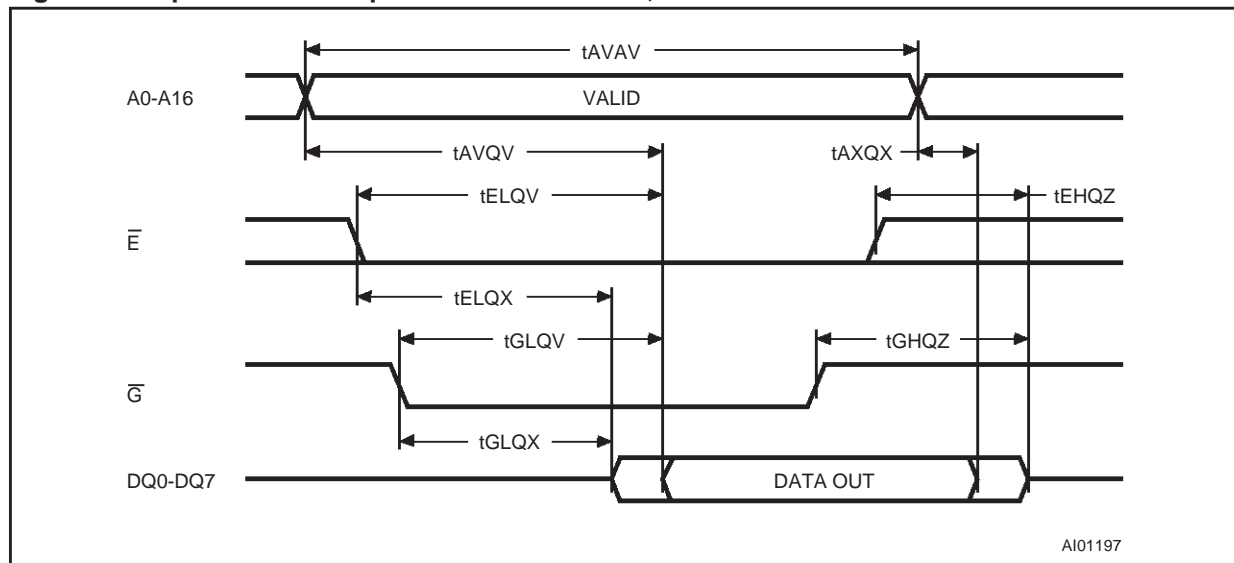 tAVAV
A0-A16
VALID
tAVQV
tAXQX
tELQV
tEHQZ
E̅
tELQX
tGLQV
tGHQZ
G̅
tGLQX
DQ0-DQ7
DATA OUT
AI01197